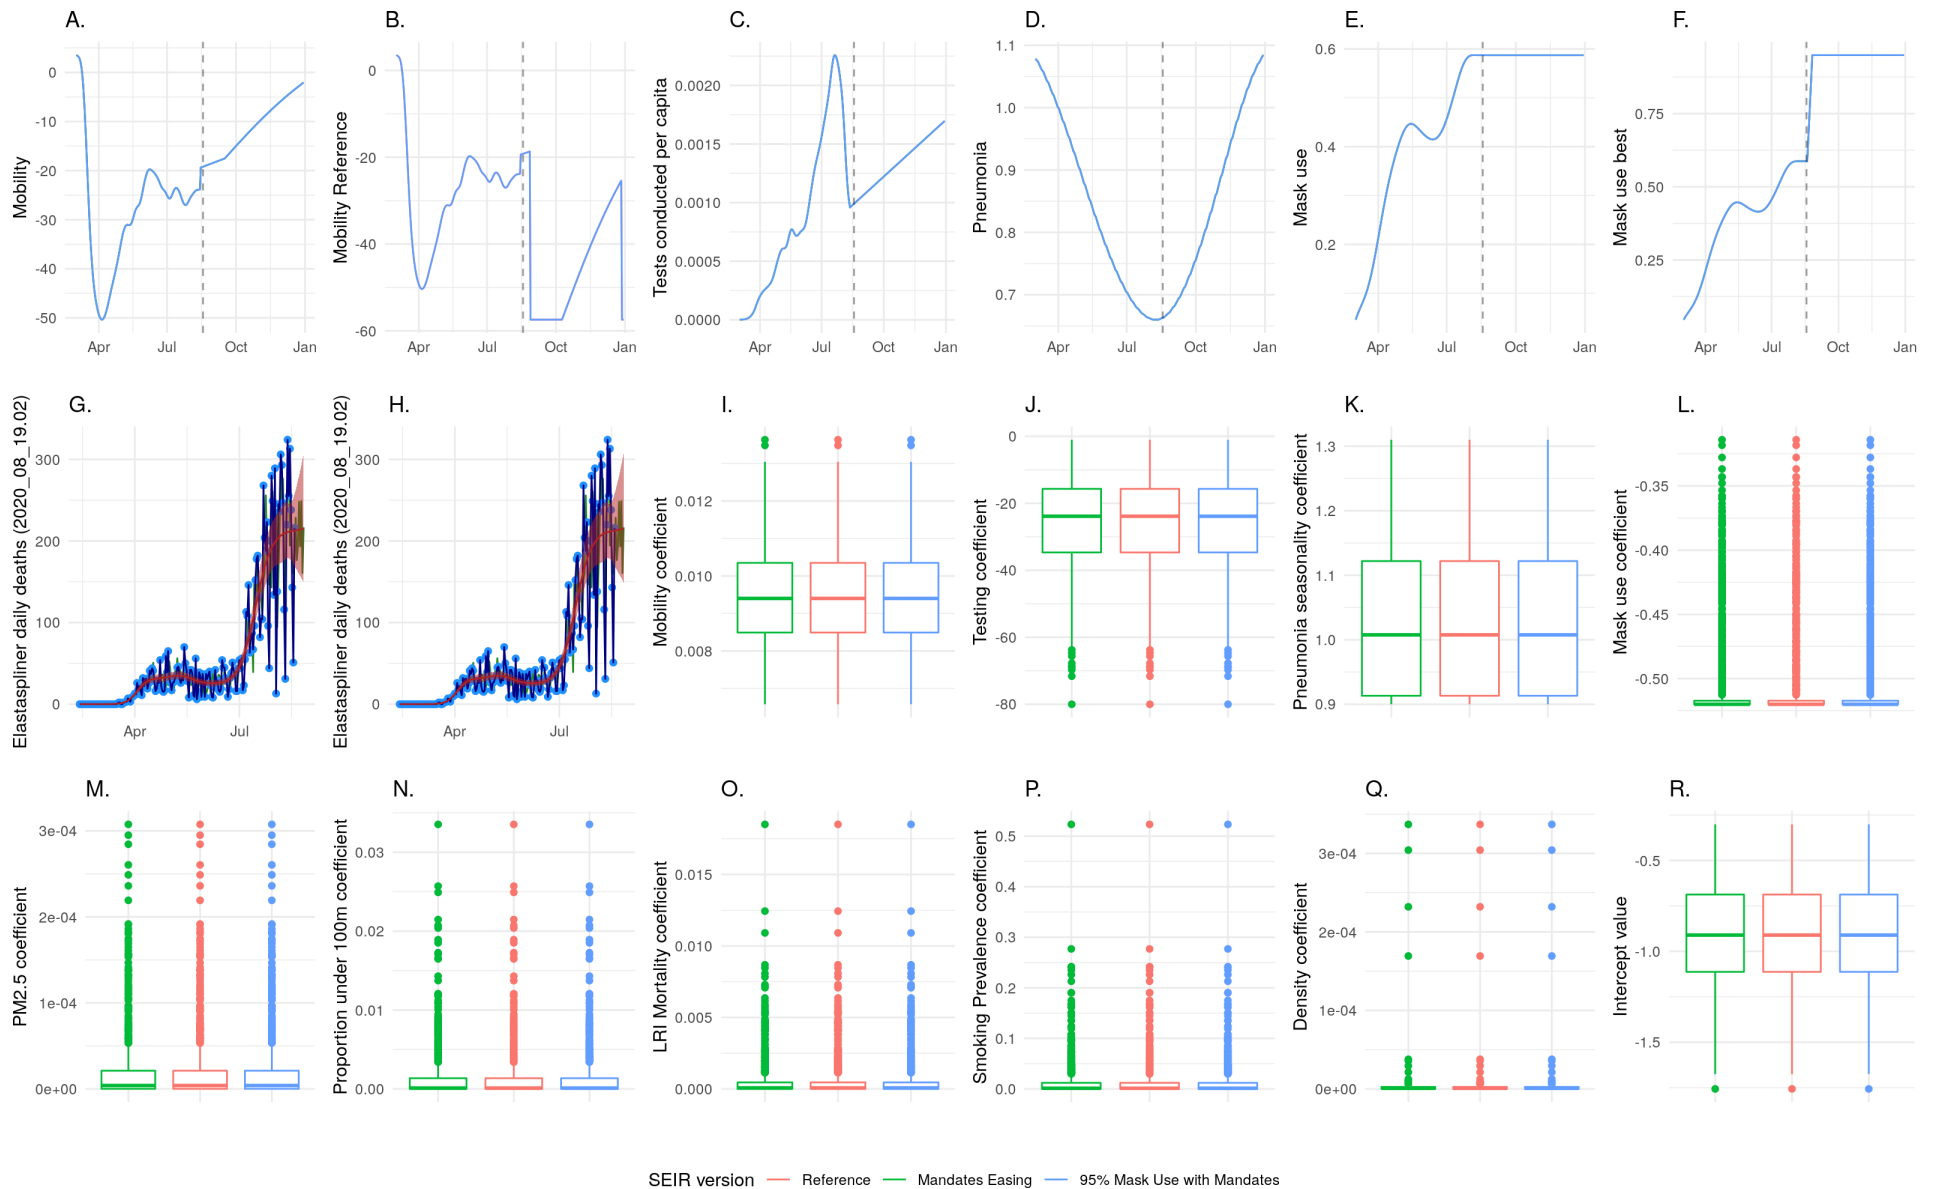 A.
B.
C.
D.
E.
F.
Mobility
0
-10
-20
-30
-40
-50
Apr Jul Oct Jan
Mobility Reference
0
-20
-40
-60
Apr Jul Oct Jan
Tests conducted per capita
0.0020
0.0015
0.0010
0.0005
0.0000
Apr Jul Oct Jan
Pneumonia
1.1
1.0
0.9
0.8
0.7
Apr Jul Oct Jan
Mask use
0.6
0.4
0.2
Apr Jul Oct Jan
Mask use best
0.75
0.50
0.25
Apr Jul Oct Jan
G.
H.
I.
J.
K.
L.
Elastaspliner daily deaths (2020_08_19.02)
300
200
100
0
Apr Jul
Elastaspliner daily deaths (2020_08_19.02)
300
200
100
0
Apr Jul
Mobility coefficient
0.012
0.010
0.008
Testing coefficient
0
-20
-40
-60
-80
Pneumonia seasonality coefficient
1.3
1.2
1.1
1.0
0.9
Mask use coefficient
-0.35
-0.40
-0.45
-0.50
M.
N.
O.
P.
Q.
R.
PM2.5 coefficient
3e-04
2e-04
1e-04
0e+00
Proportion under 100m coefficient
0.03
0.02
0.01
0.00
LRI Mortality coefficient
0.015
0.010
0.005
0.000
Smoking Prevalence coefficient
0.5
0.4
0.3
0.2
0.1
0.0
Density coefficient
3e-04
2e-04
1e-04
0e+00
Intercept value
-0.5
-1.0
-1.5
SEIR version Reference Mandates Easing 95% Mask Use with Mandates